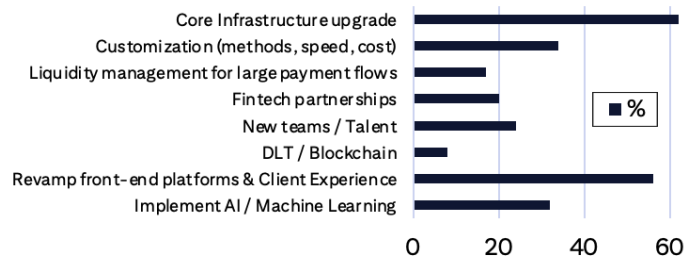 Core Infrastructure upgrade
Customization (methods, speed, cost)
Liquidity management for large payment flows
Fintech partnerships
%
New teams / Talent
DLT / Blockchain
Revamp front-end platforms & Client Experience
Implement AI / Machine Learning
0 20 40 60